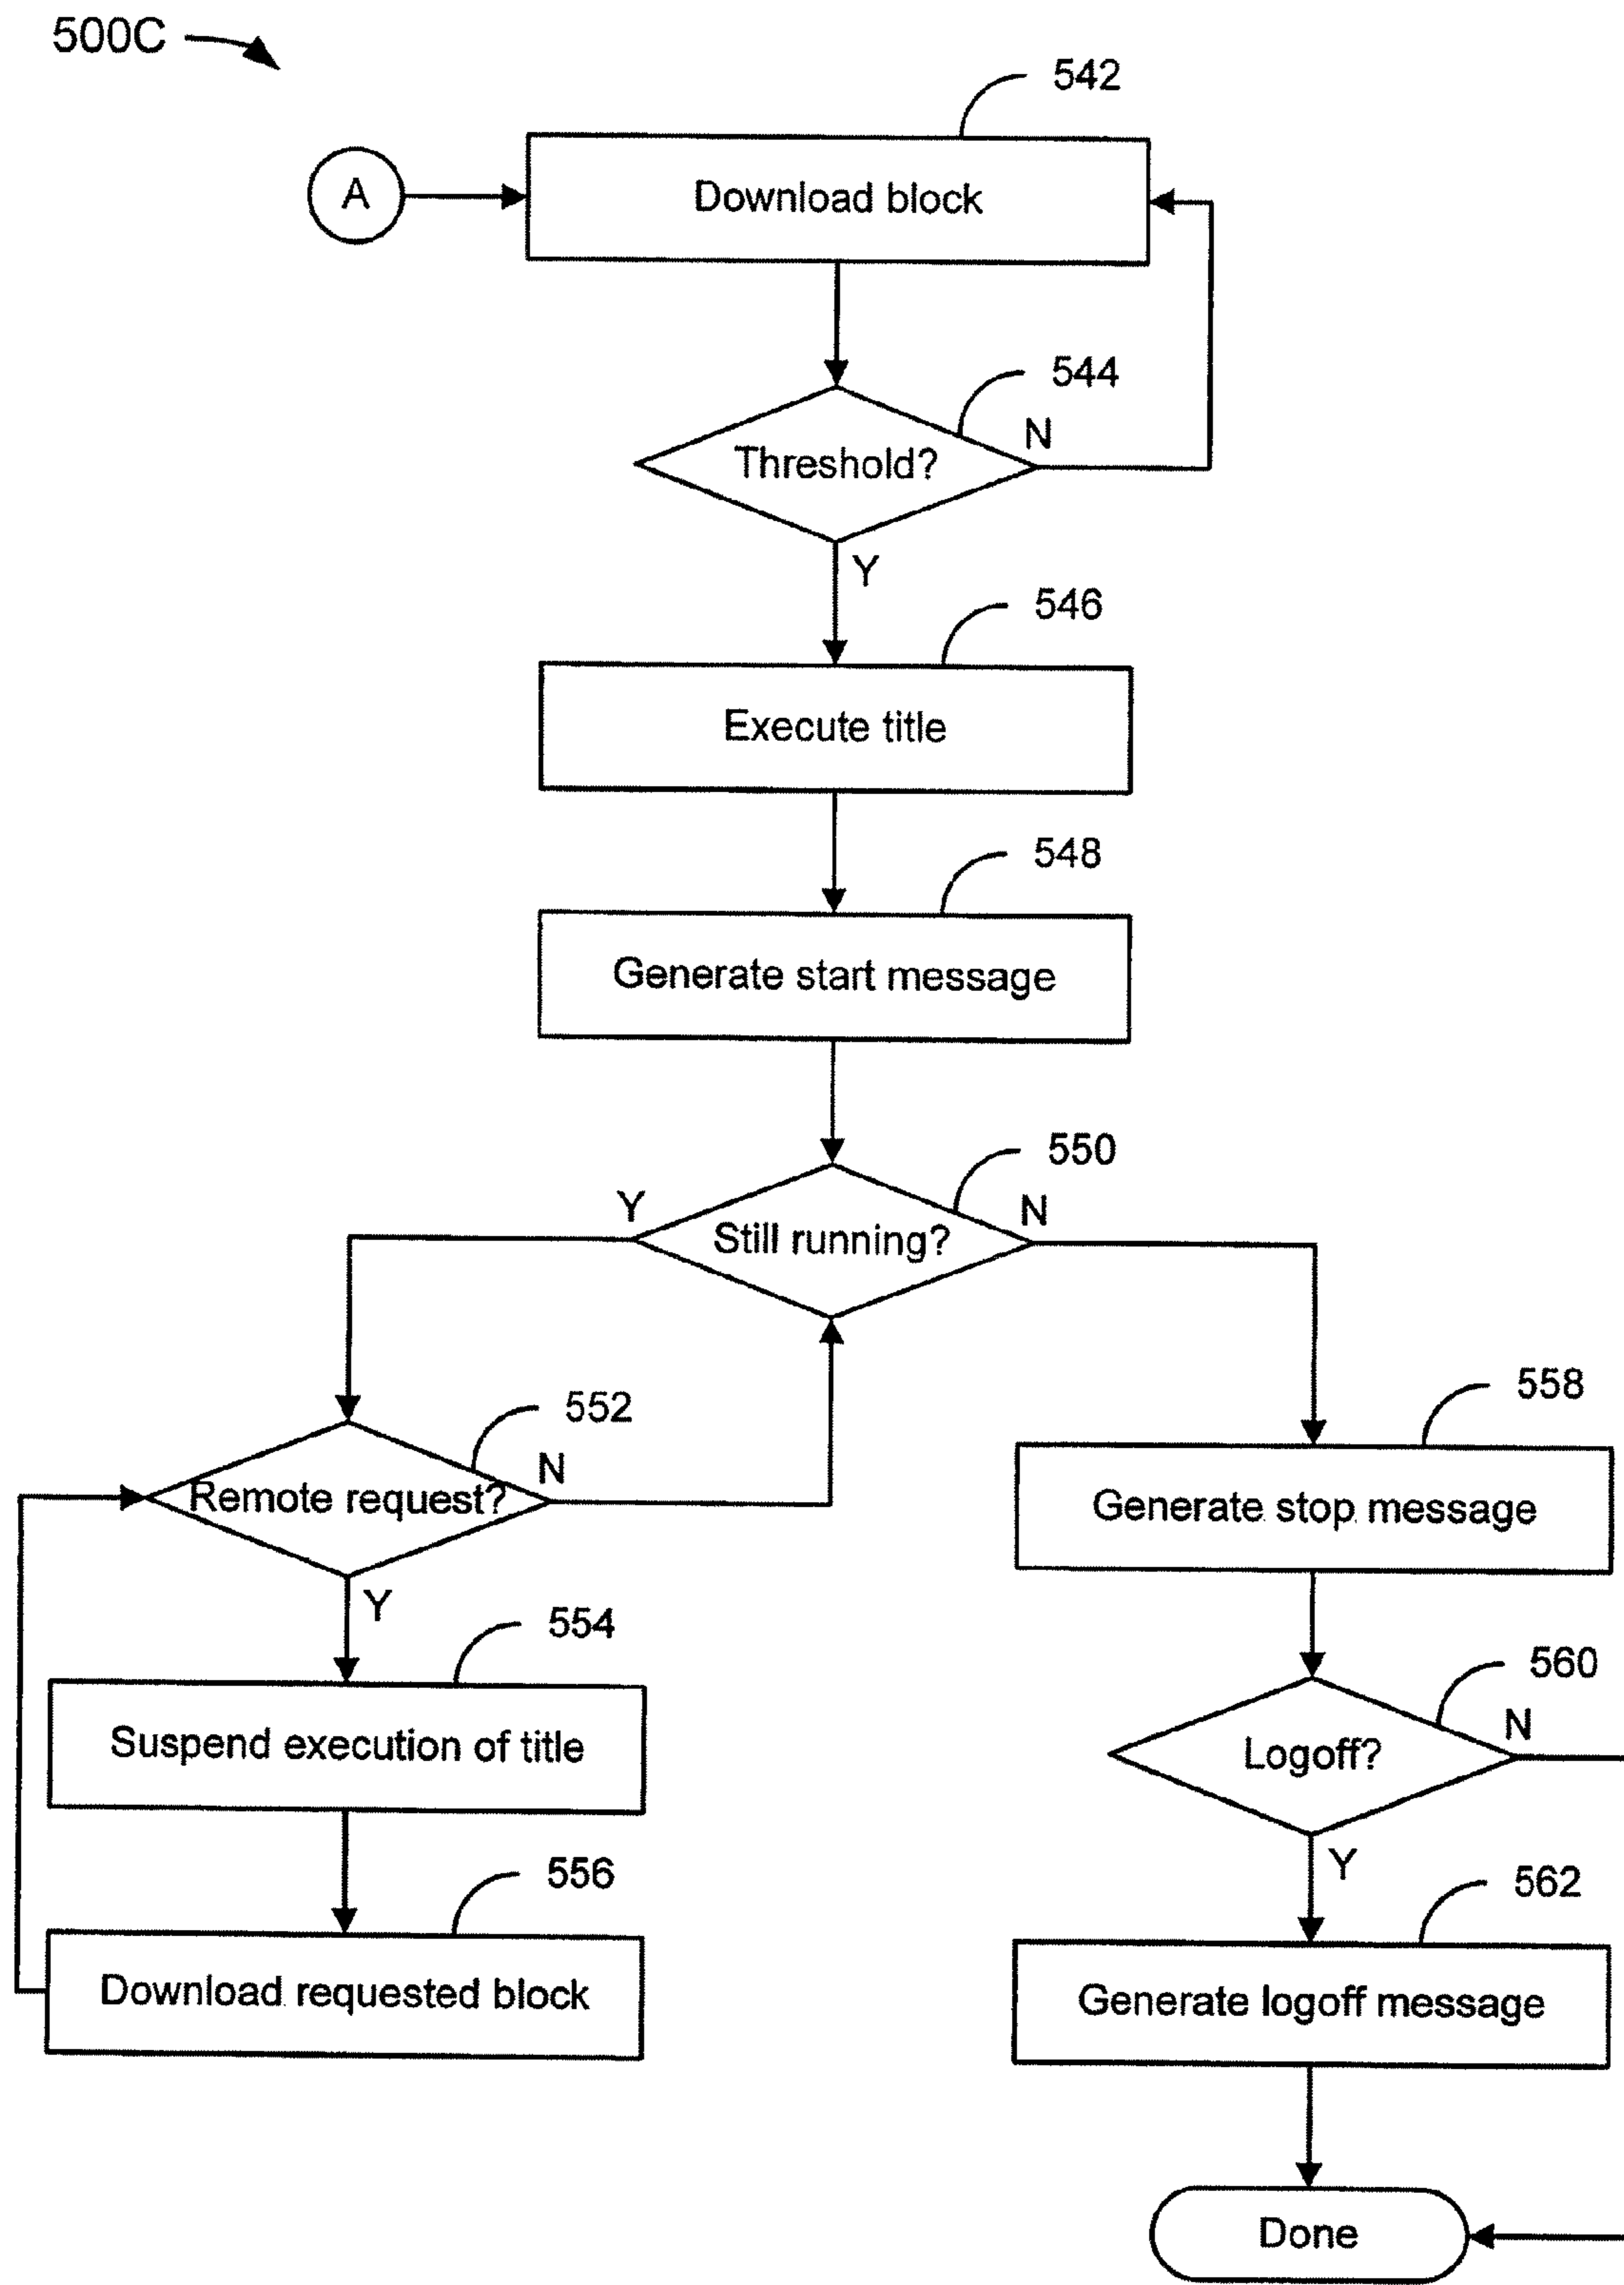 500C
542
A
Download block
544
N
Threshold?
Y
546
Execute title
548
Generate start message
550
Y
N
Still running?
552
558
N
Remote request?
Generate stop message
Y
554
560
N
Suspend execution of title
Logoff?
556
Y
562
Download requested block
Generate logoff message
Done